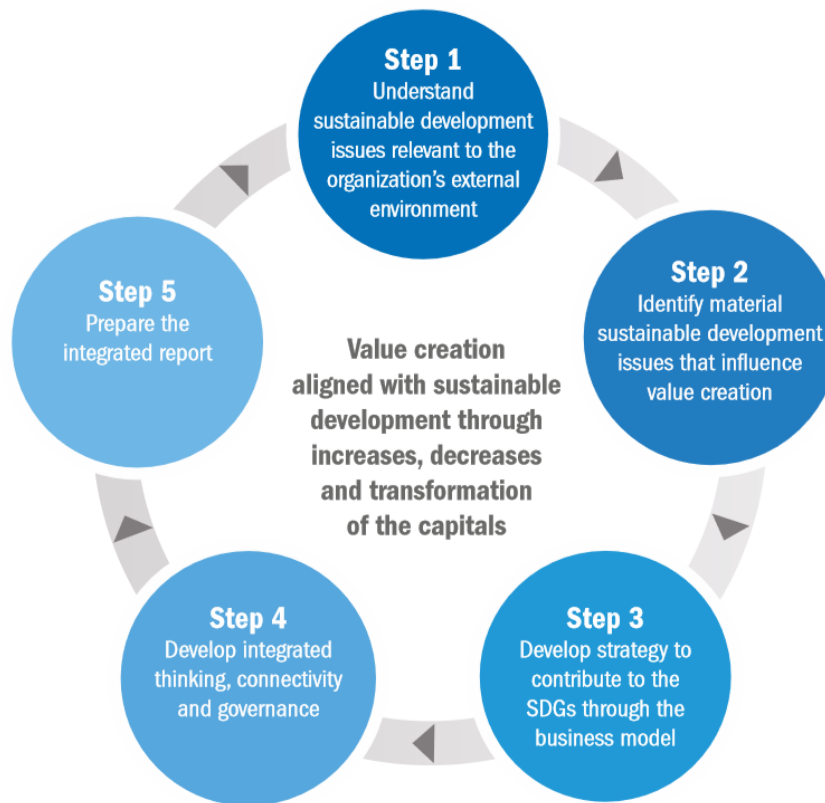 Step 1
Understand
sustainable development
issues relevant to the
organization's external
environment
Step 2
Identify material
sustainable development
issues that influence
value creation
Step 3
Develop strategy to
contribute to the
SDGs through the
business model
Step 4
Develop integrated
thinking, connectivity
and governance
Step 5
Prepare the
integrated report
Value creation
aligned with sustainable
development through
increases, decreases
and transformation
of the capitals